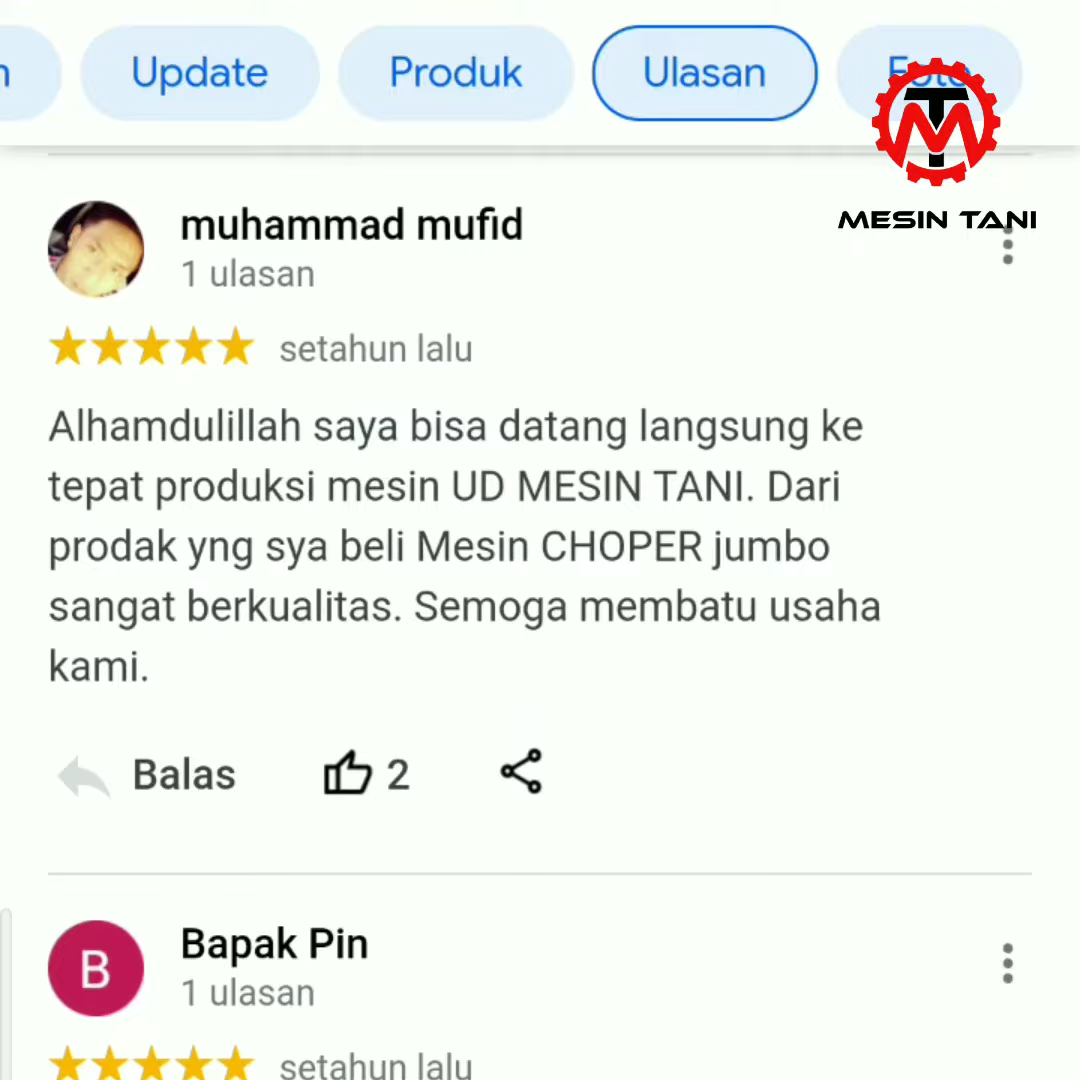 n
Update
Produk
Ulasan
Foto
TM
MESIN TANI
muhammad mufid
1 ulasan
setahun lalu
Alhamdulillah saya bisa datang langsung ke
tepat produksi mesin UD MESIN TANI. Dari
prodak yng sya beli Mesin CHOPER jumbo
sangat berkualitas. Semoga membatu usaha
kami.
Balas
2
B
Bapak Pin
1 ulasan
setahun lalu